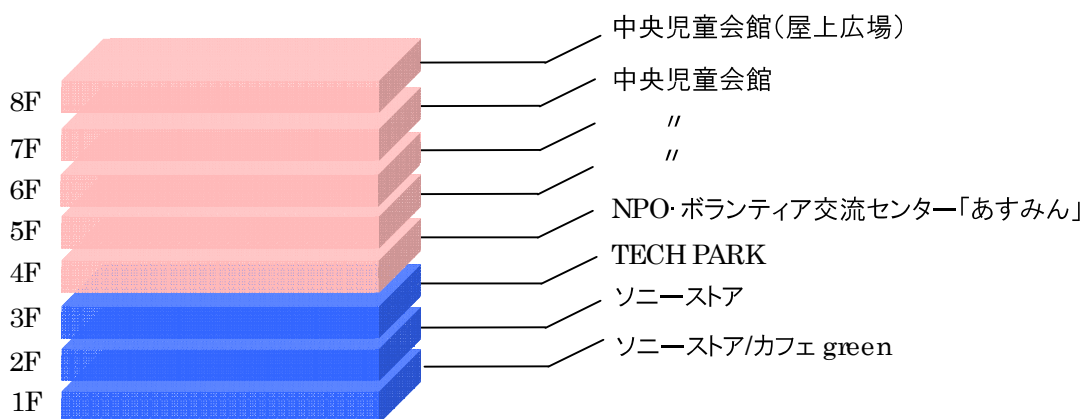 中央児童会館(屋上広場)
8F 中央児童会館
7F 〃
6F 〃
5F NPO・ボランティア交流センター「あすみん」
4F TECH PARK
3F ソニーストア
2F ソニーストア/カフェ green
1F